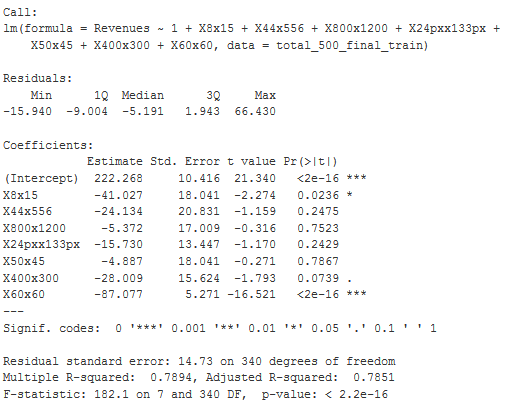 Call:
lm(formula = Revenues ~ 1 + X8x15 + X44x556 + X800x1200 + X24pxx133px +
    X50x45 + X400x300 + X60x60, data = total_500_final_train)
Residuals:
    Min      1Q  Median      3Q     Max
-15.940  -9.004  -5.191   1.943  66.430
Coefficients:
             Estimate Std. Error t value Pr(>|t|)
(Intercept)   222.268     10.416  21.340   <2e-16 ***
X8x15         -41.027     18.041  -2.274   0.0236 *
X44x556       -24.134     20.831  -1.159   0.2475
X800x1200      -5.372     17.009  -0.316   0.7523
X24pxx133px   -15.730     13.447  -1.170   0.2429
X50x45         -4.887     18.041  -0.271   0.7867
X400x300      -28.009     15.624  -1.793   0.0739 .
X60x60        -87.077      5.271 -16.521   <2e-16 ***
---
Signif. codes:  0 '***' 0.001 '**' 0.01 '*' 0.05 '.' 0.1 ' ' 1
Residual standard error: 14.73 on 340 degrees of freedom
Multiple R-squared:  0.7894, Adjusted R-squared:  0.7851
F-statistic: 182.1 on 7 and 340 DF,  p-value: < 2.2e-16